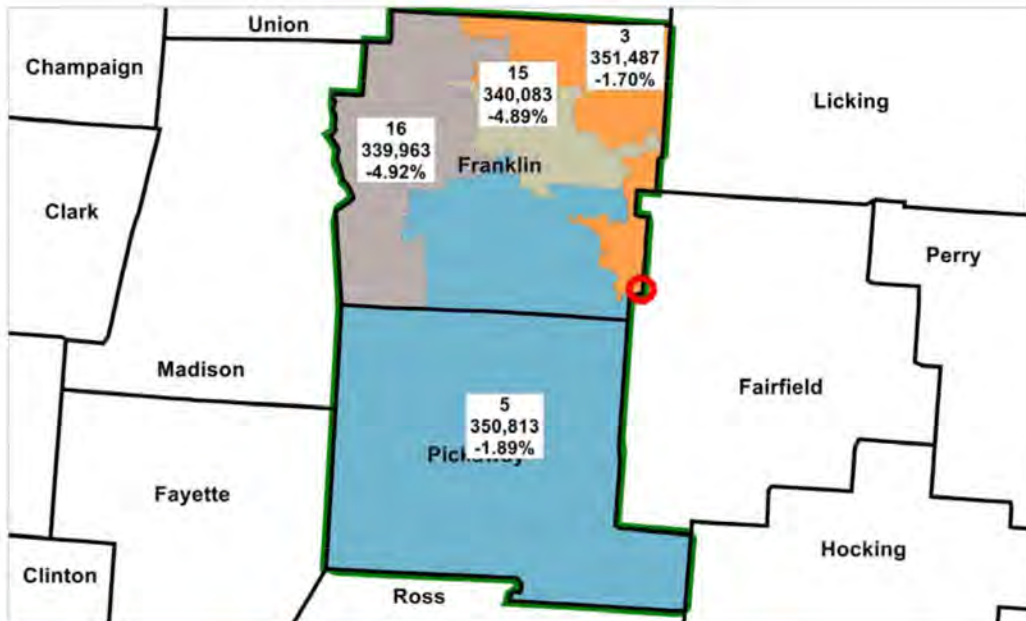 Union
3
351,487
-1.70%
Champaign
15
340,083
-4.89%
Licking
16
339,963
-4.92%
Franklin
Clark
Perry
Madison
Fairfield
5
350,813
-1.89%
Pickaway
Fayette
Hocking
Clinton
Ross